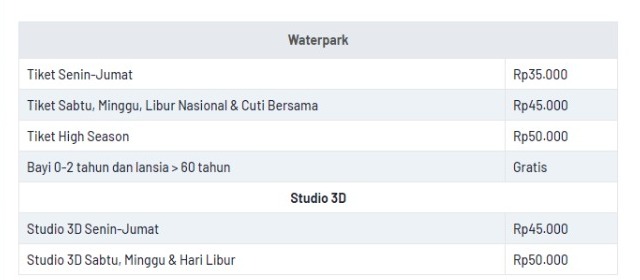 Waterpark
Tiket Senin-Jumat Rp35.000
Tiket Sabtu, Minggu, Libur Nasional & Cuti Bersama Rp45.000
Tiket High Season Rp50.000
Bayi 0-2 tahun dan lansia > 60 tahun Gratis
Studio 3D
Studio 3D Senin-Jumat Rp45.000
Studio 3D Sabtu, Minggu & Hari Libur Rp50.000